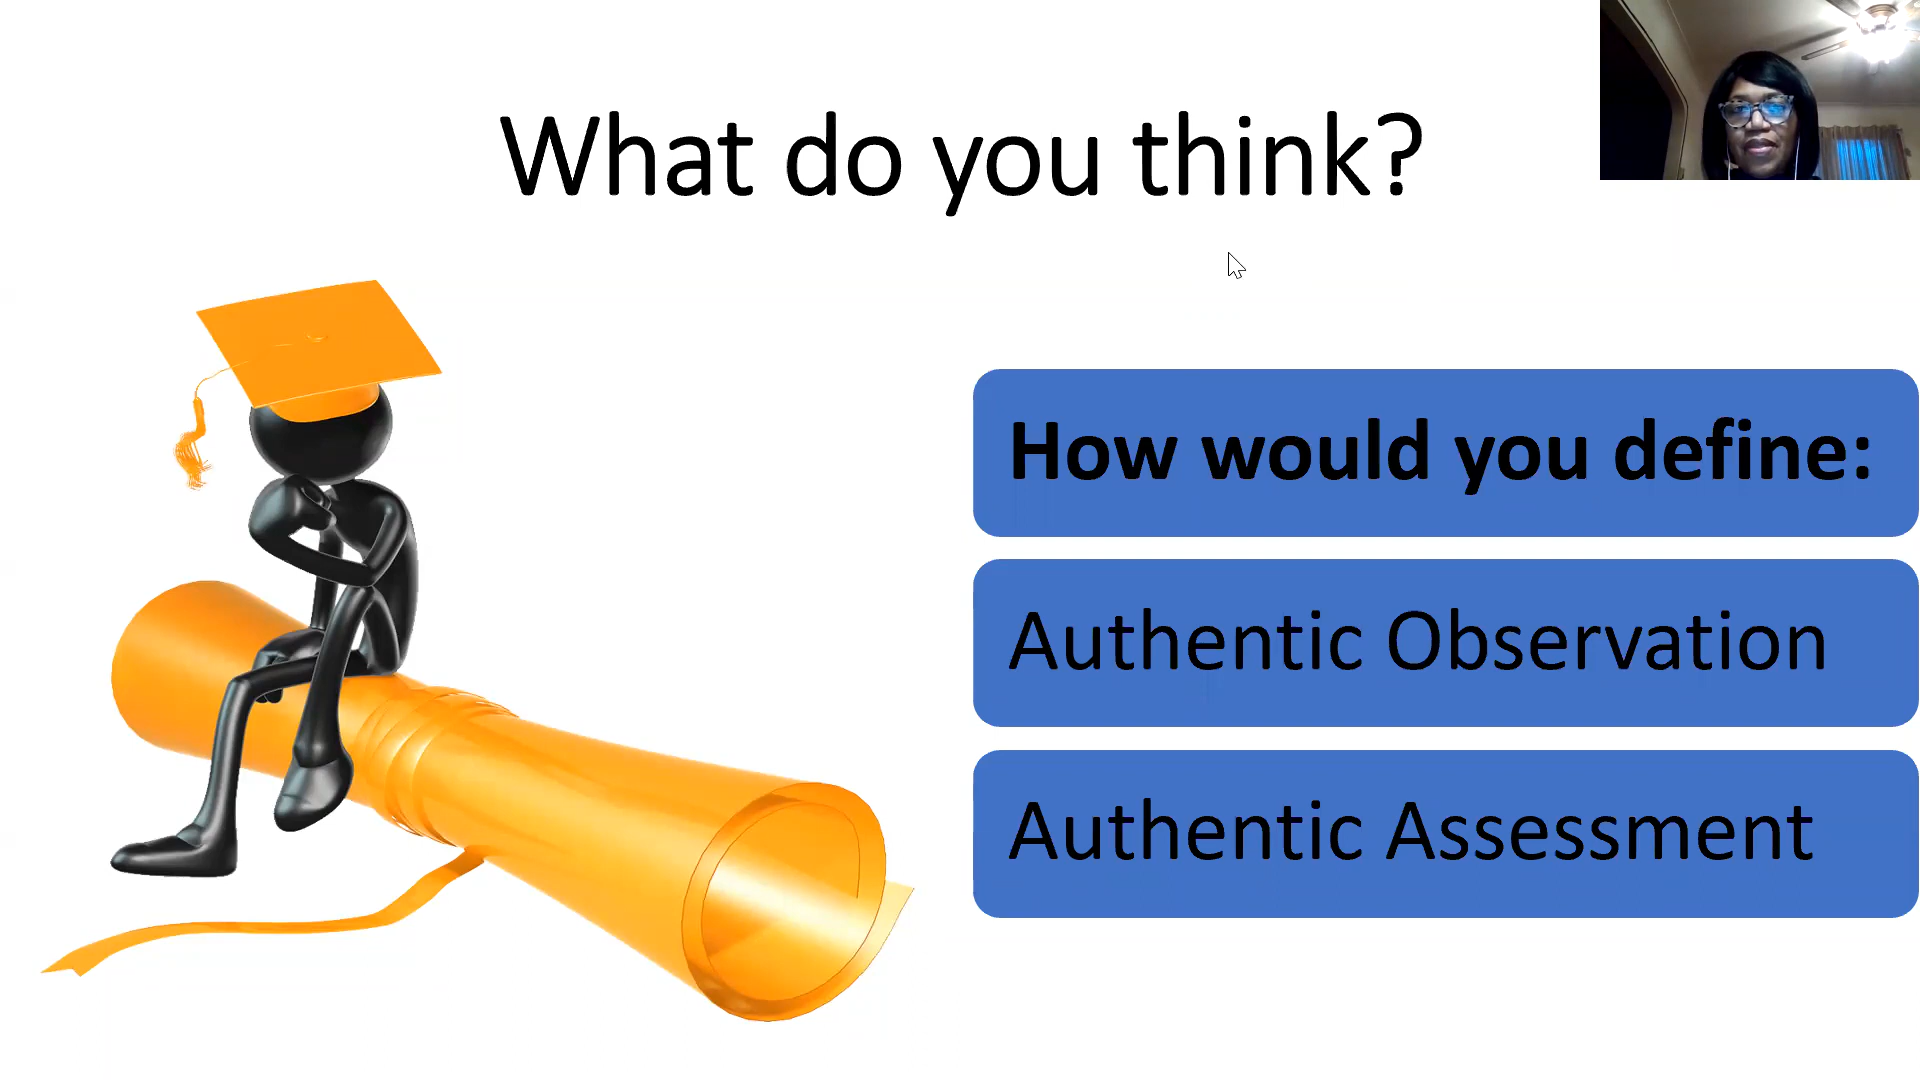 What do you think?
How would you define:
Authentic Observation
Authentic Assessment